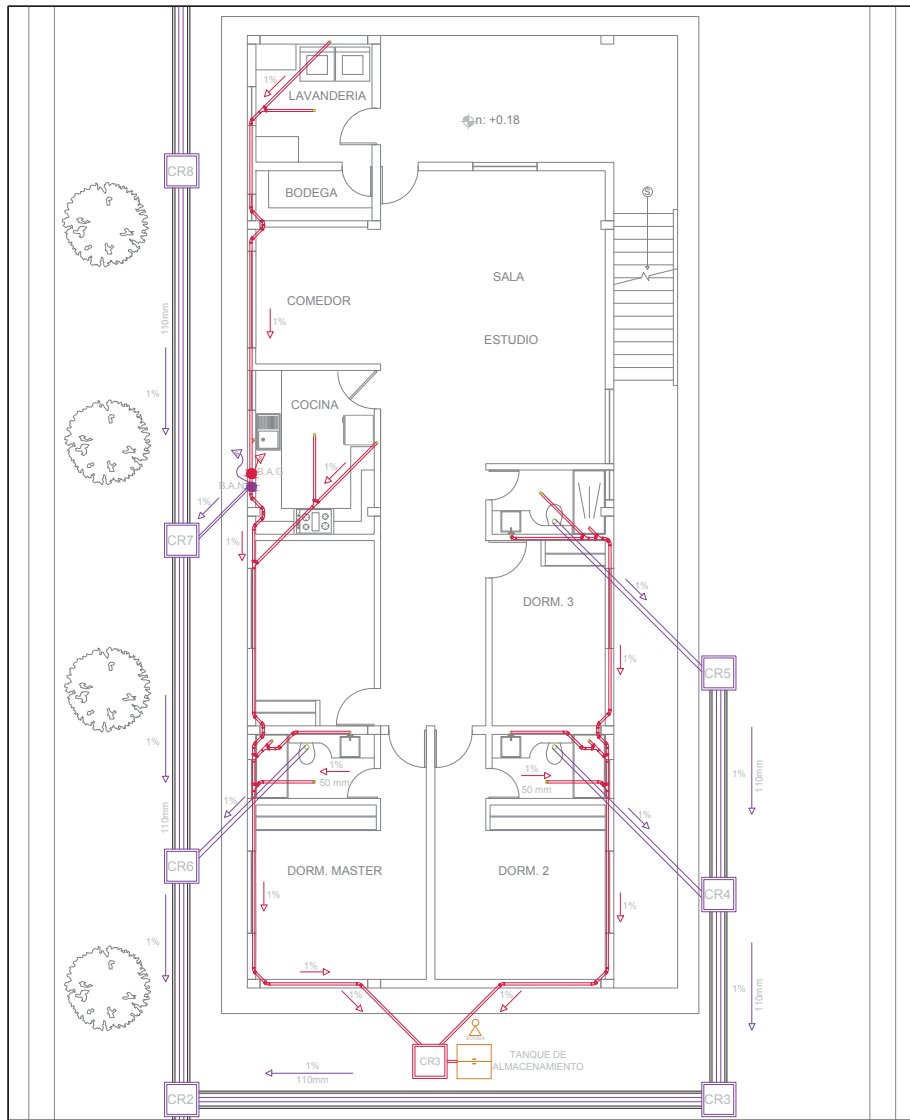 1%
LAVANDERIA
n: +0.18
CR8
BODEGA
S
SALA
COMEDOR
110mm
1%
ESTUDIO
1%
COCINA
1%
B.A.G
B.A.N
1%
CR7
1%
1%
DORM. 3
1%
CR5
1%
1%
50 mm
1%
50 mm
1%
110mm
1%
110mm
1%
1%
CR6
DORM. MASTER
DORM. 2
CR4
1%
1%
1%
1%
1%
1%
1%
110mm
BOMBA
CR3
TANQUE DE
ALMACENAMIENTO
1%
110mm
CR2
CR3